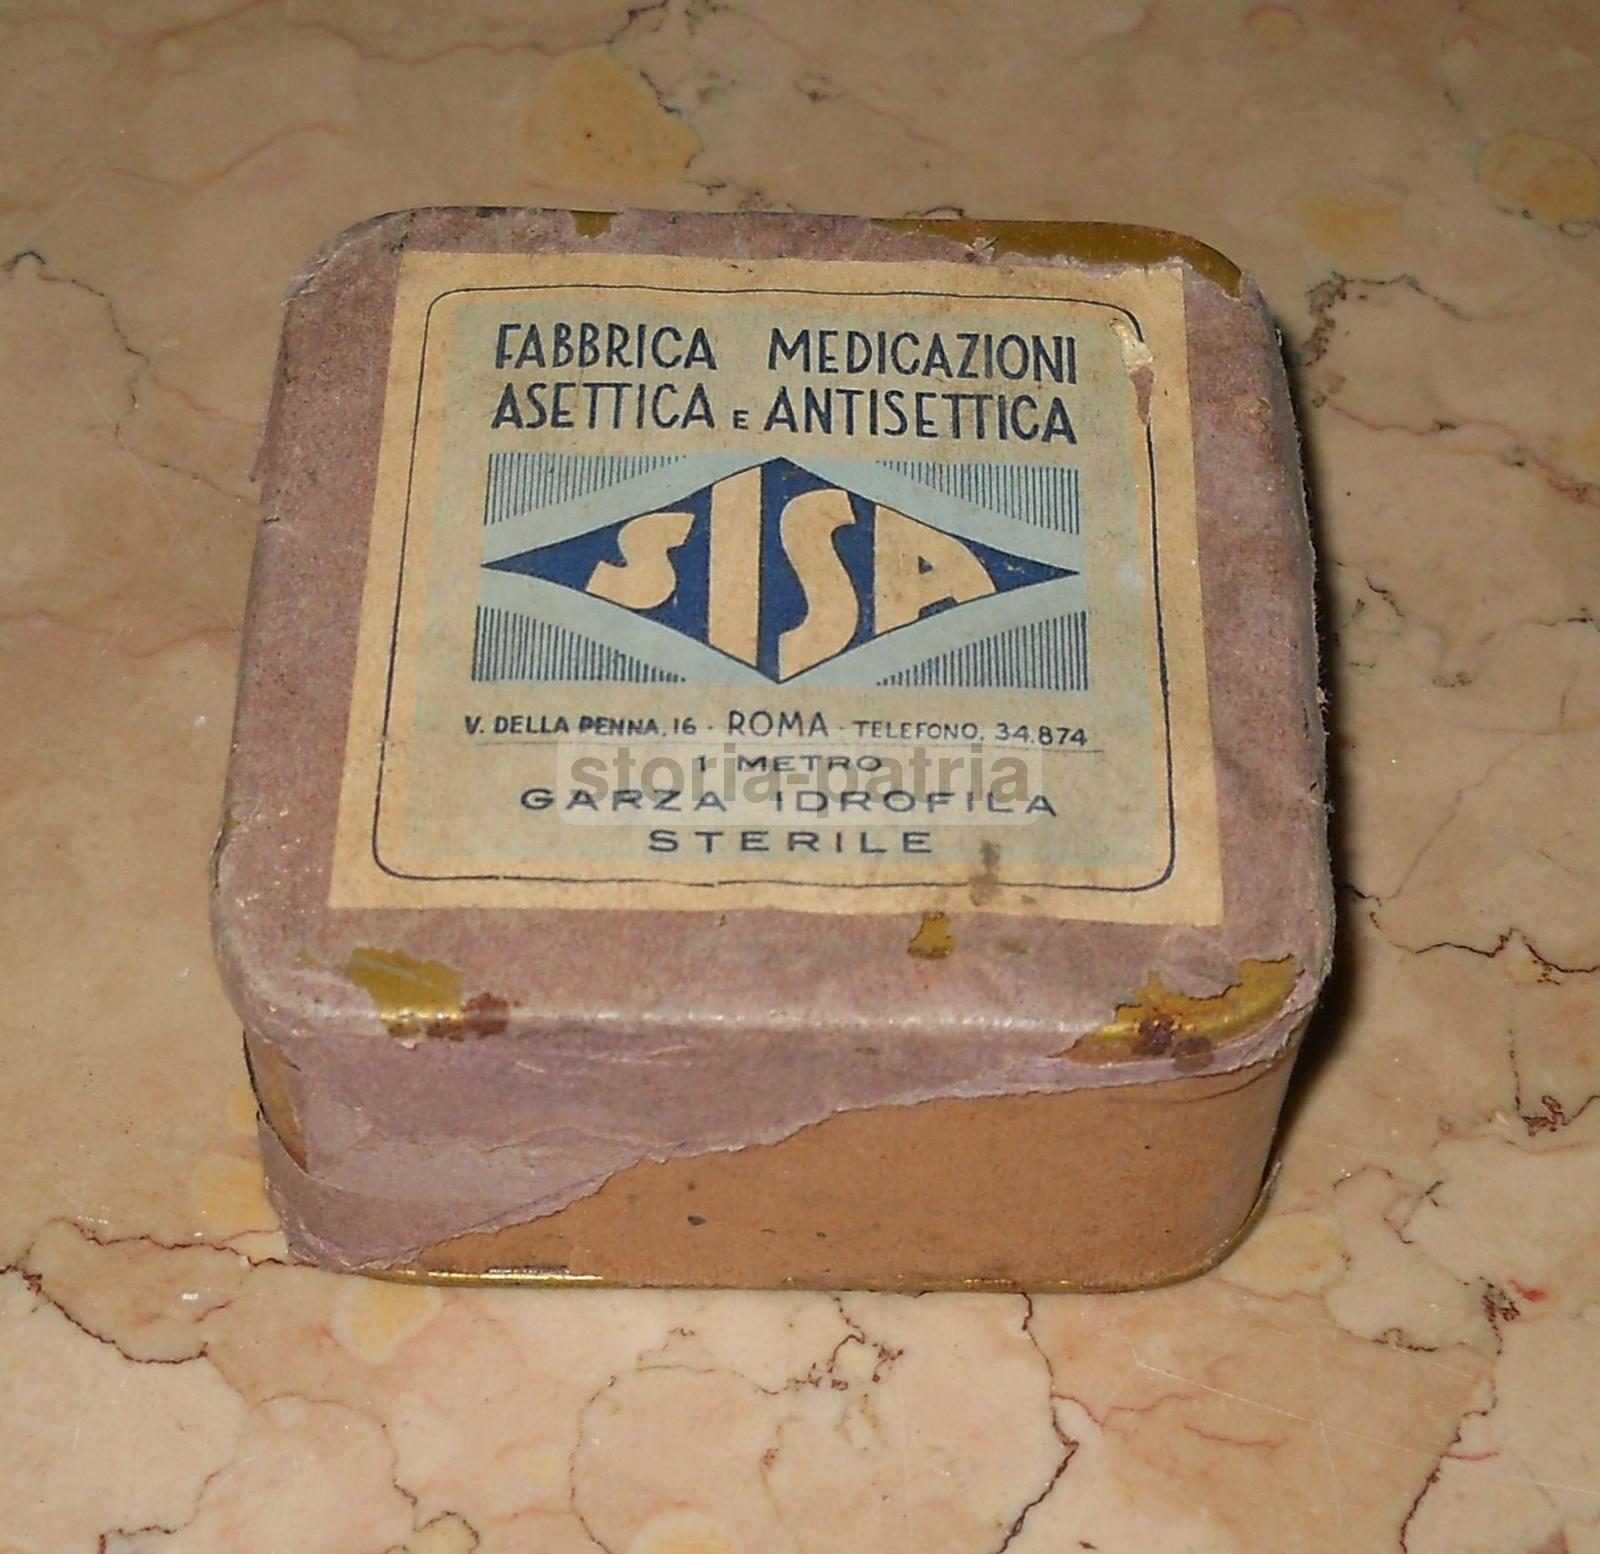 FABBRICA MEDICAZIONI
ASETTICA E ANTISETTICA
SISA
V. DELLA PENNA, 16 - ROMA - TELEFONO. 34.874
1 METRO
storia-patria
GARZA IDROFILA
STERILE